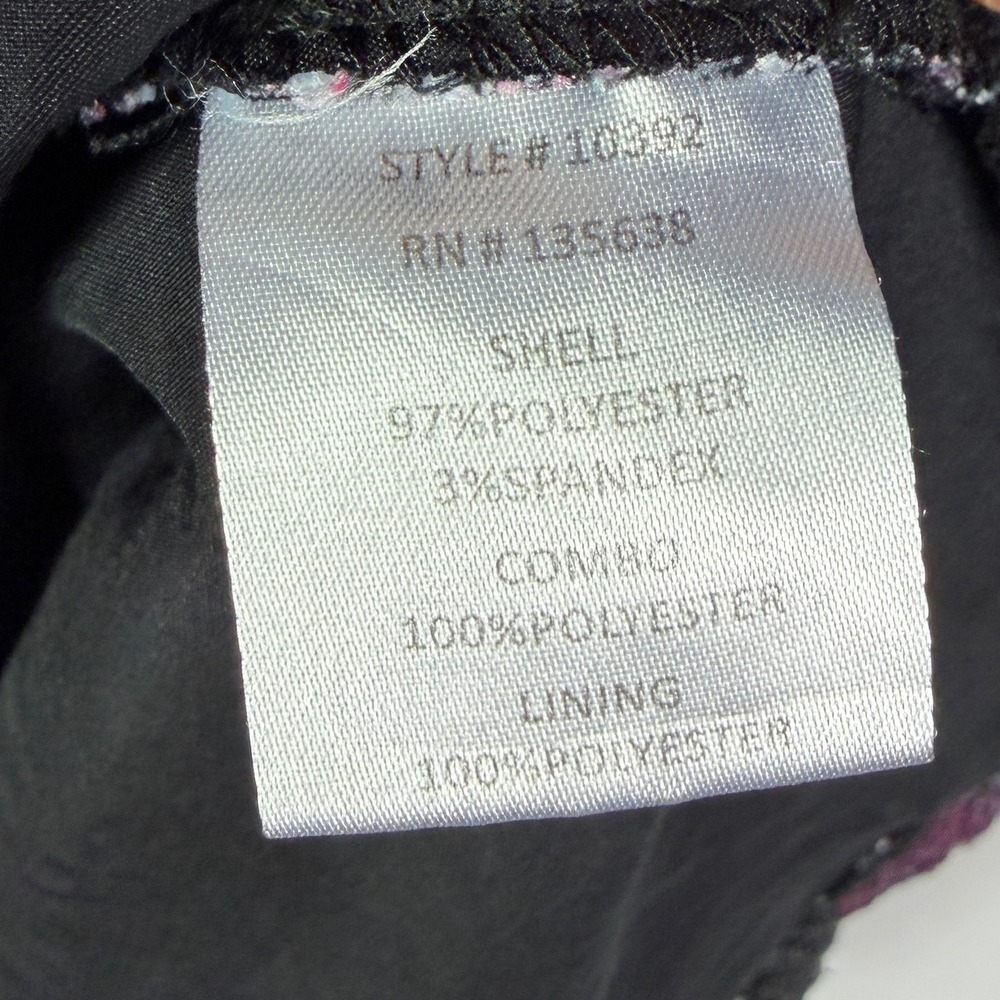 STYLE # 10392
RN # 135638
SHELL
97%POLYESTER
3%SPANDEX
COMBO
100%POLYESTER
LINING
100%POLYESTER